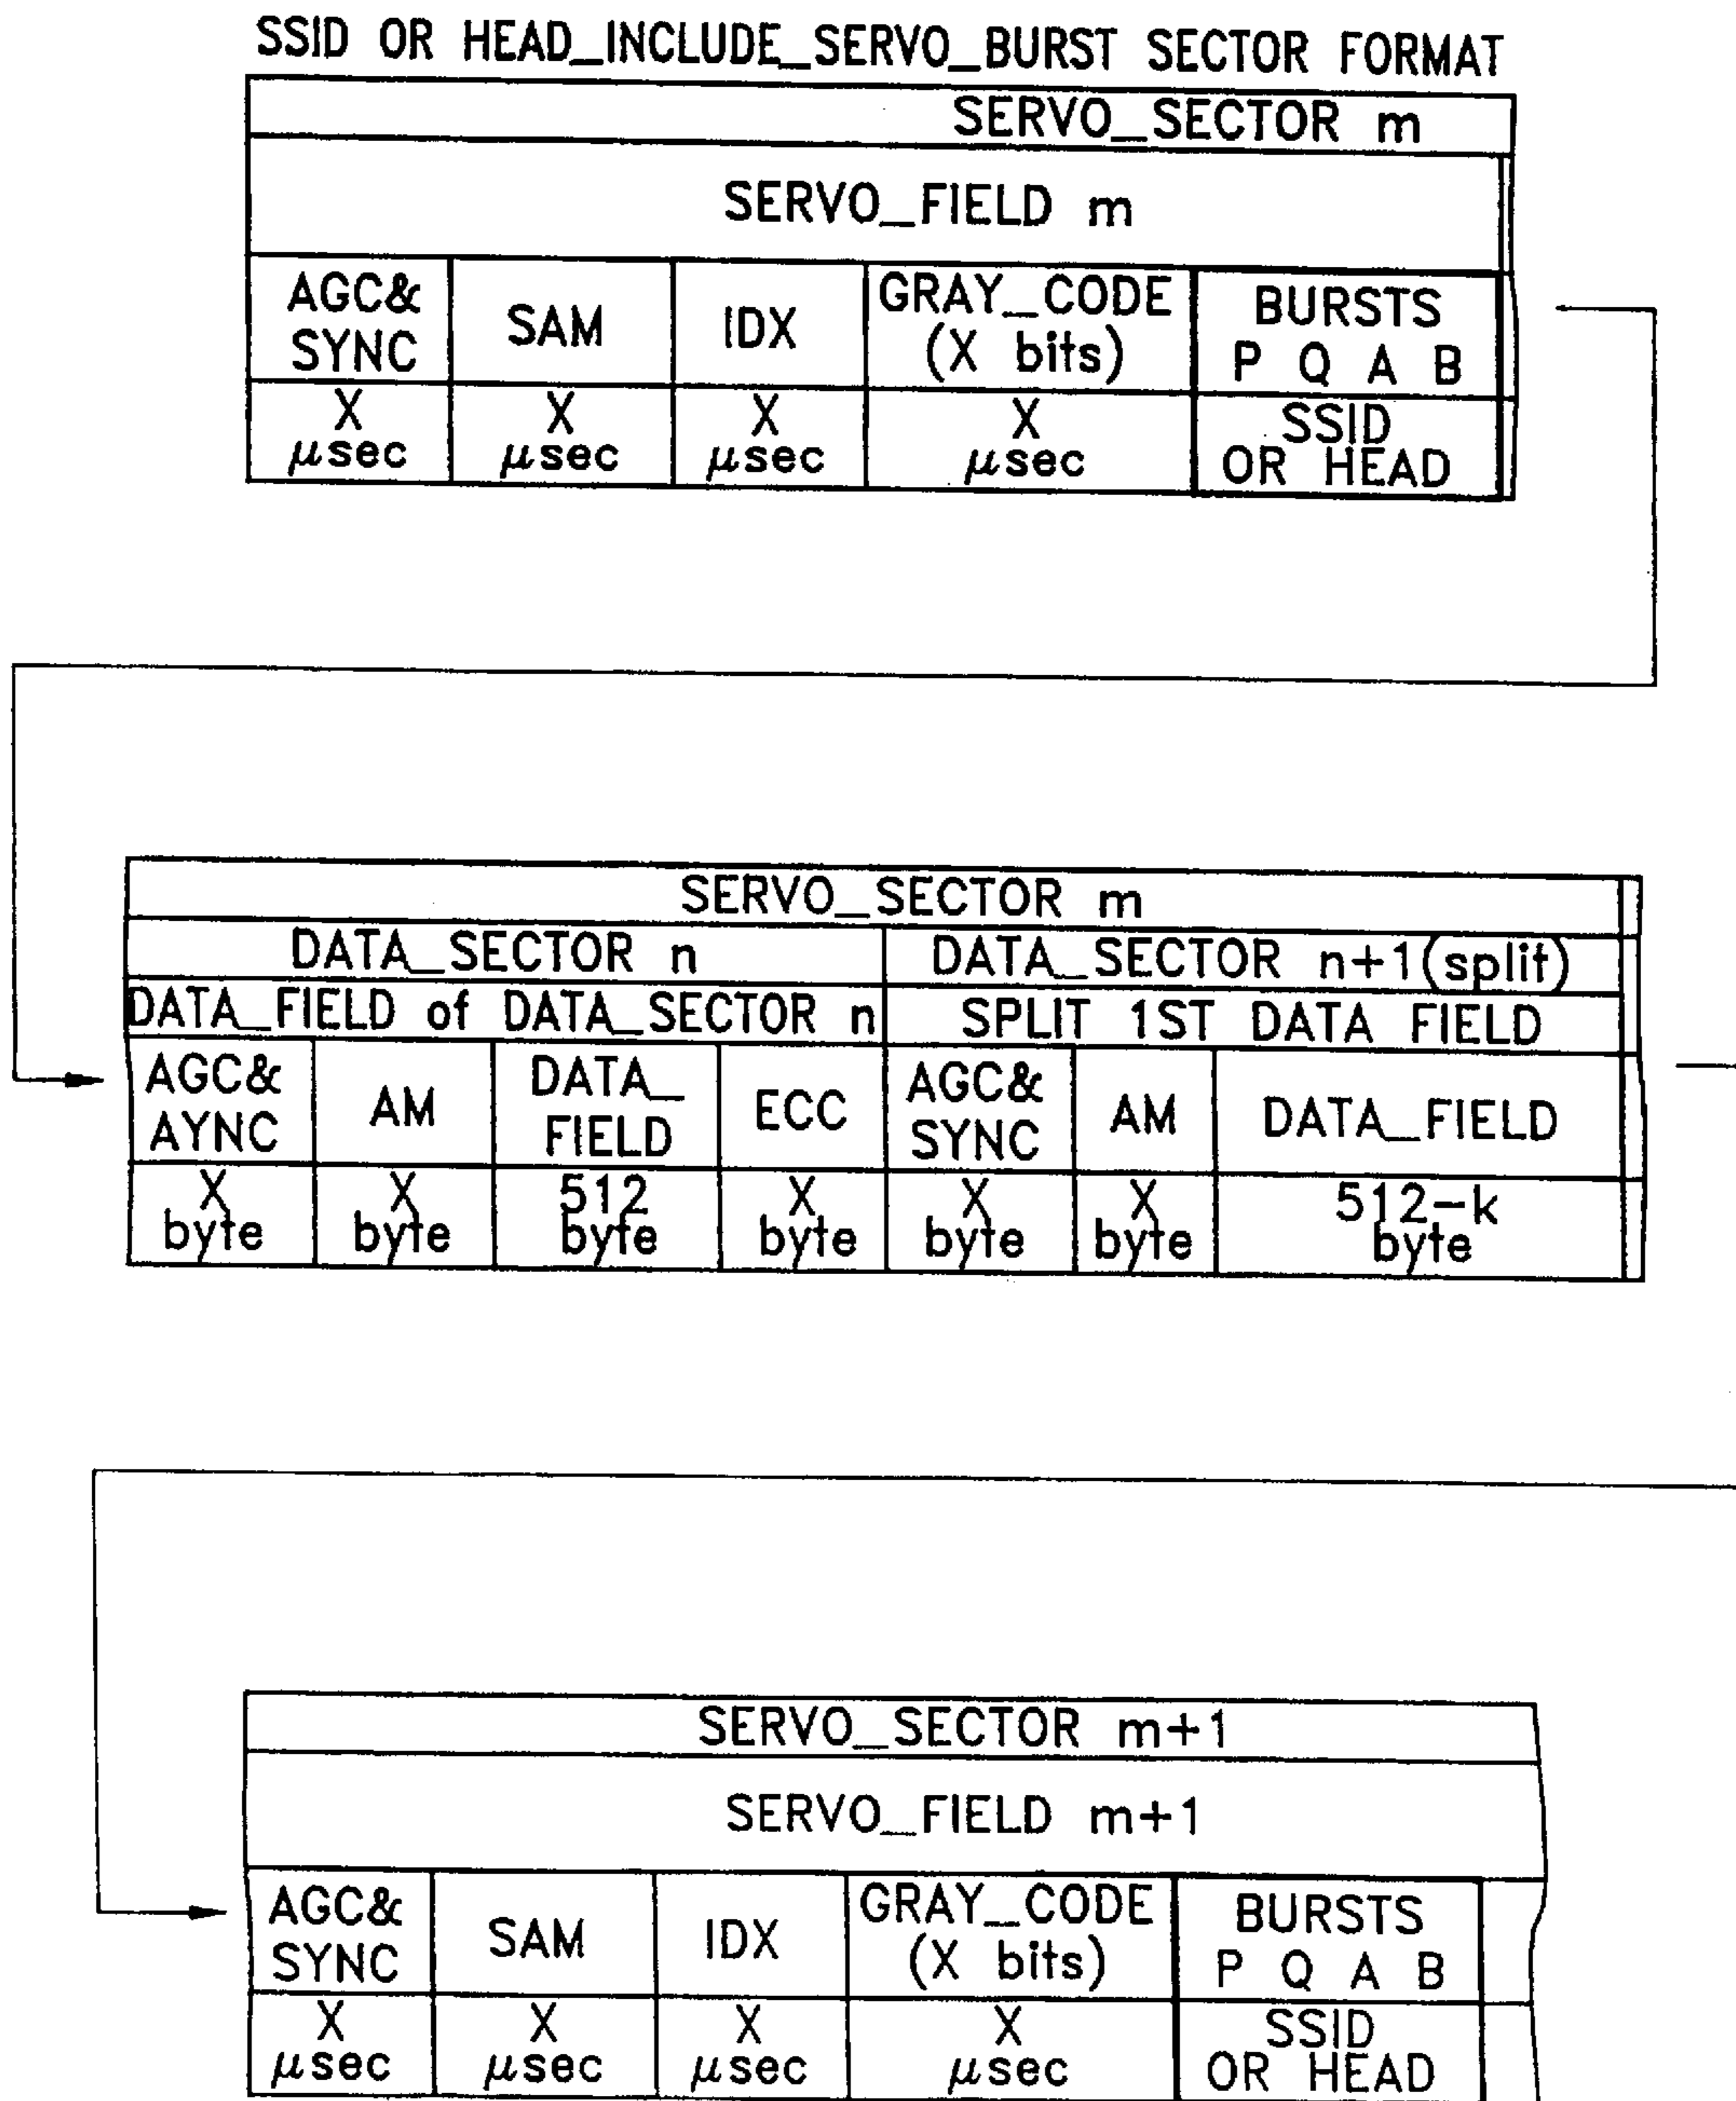 SSID OR HEAD_INCLUDE_SERVO_BURST SECTOR FORMAT
SERVO_SECTOR m
SERVO_FIELD m
AGC& SYNC
SAM
IDX
GRAY_CODE (X bits)
BURSTS P Q A B
X μsec
X μsec
X μsec
X μsec
SSID OR HEAD
SERVO_SECTOR m
DATA_SECTOR n
DATA_SECTOR n+1(split)
DATA_FIELD of DATA_SECTOR n
SPLIT 1ST DATA FIELD
AGC& AYNC
AM
DATA_ FIELD
ECC
AGC& SYNC
AM
DATA_FIELD
X byte
X byte
512 byte
X byte
X byte
X byte
512-k byte
SERVO_SECTOR m+1
SERVO_FIELD m+1
AGC& SYNC
SAM
IDX
GRAY_CODE (X bits)
BURSTS P Q A B
X μsec
X μsec
X μsec
X μsec
SSID OR HEAD